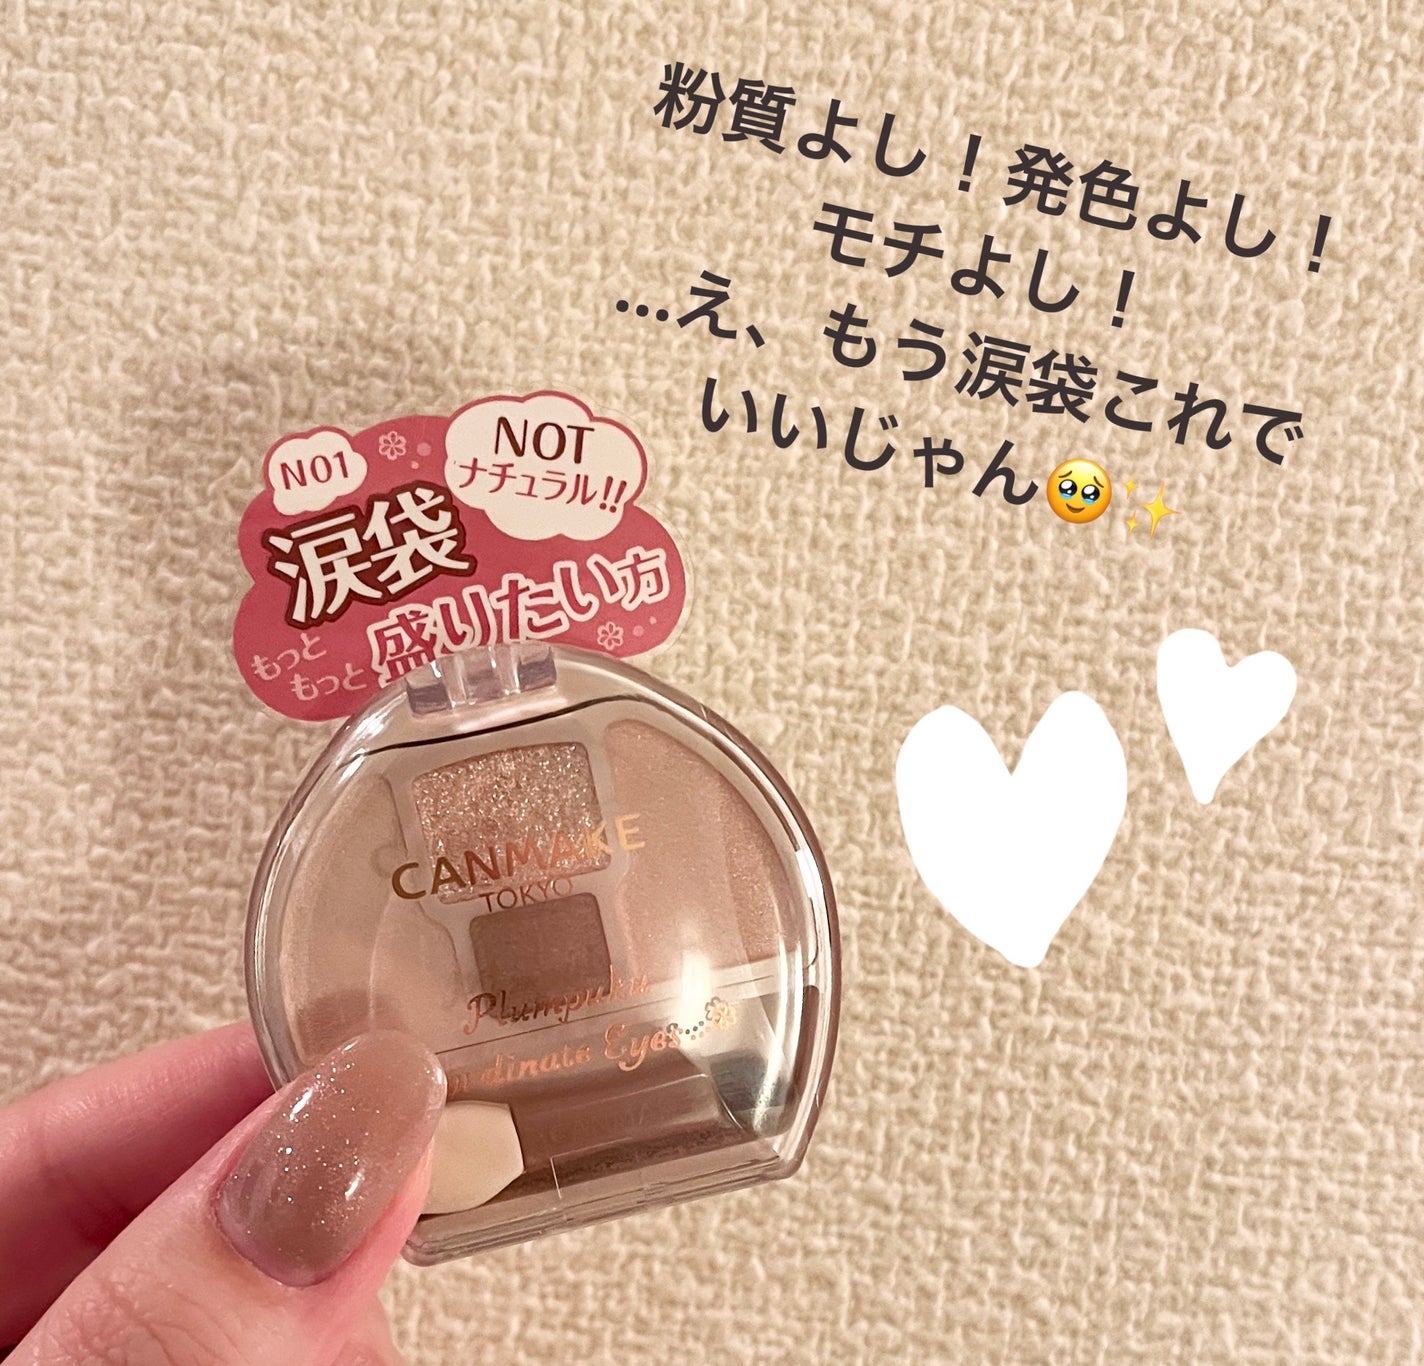 粉質よし！発色よし！
モチよし！
...え、もう涙袋これで
いいじゃん🥹✨
NO1
NOT
ナチュラル!!
涙袋
もっと
もっと
盛りたい方
CANMAKE
TOKYO
Plumpuku
Eyes